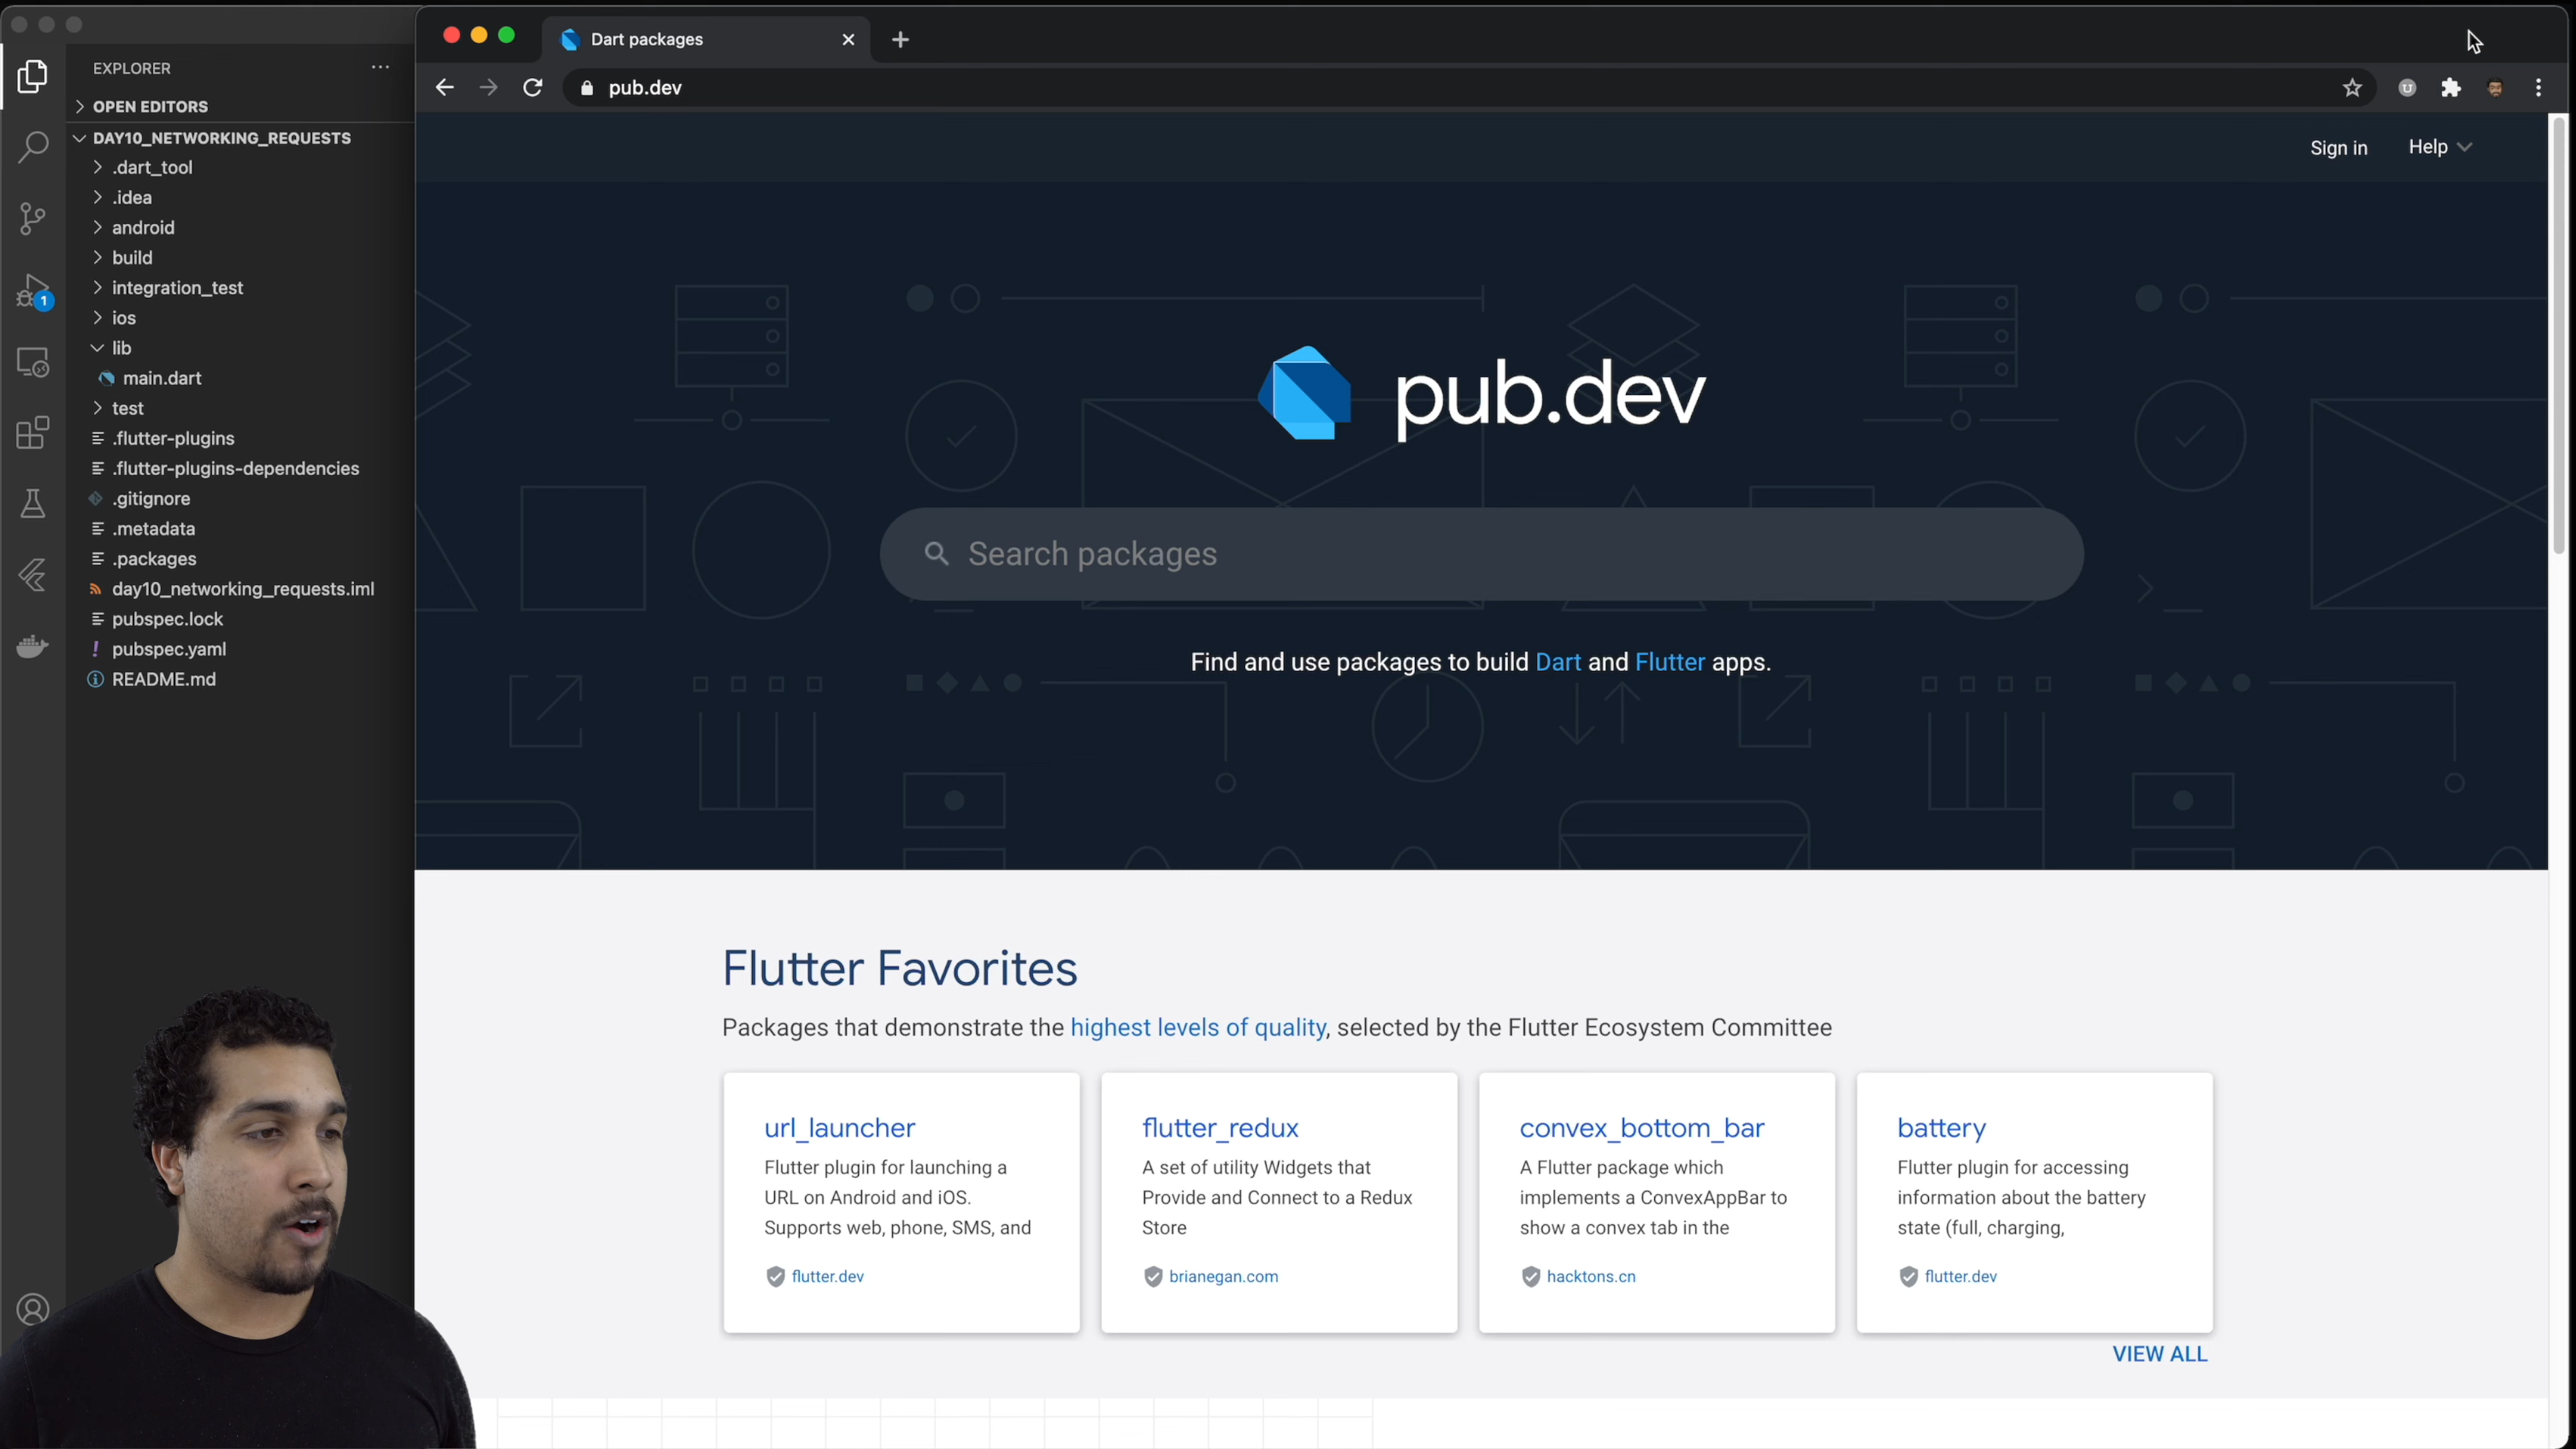 EXPLORER
OPEN EDITORS
DAY10_NETWORKING_REQUESTS
.dart_tool
.idea
android
build
integration_test
ios
lib
main.dart
test
.flutter-plugins
.flutter-plugins-dependencies
.gitignore
.metadata
.packages
day10_networking_requests.iml
pubspec.lock
pubspec.yaml
README.md
1
Dart packages
pub.dev
U
Sign in
Help
pub.dev
Search packages
Find and use packages to build Dart and Flutter apps.
Flutter Favorites
Packages that demonstrate the highest levels of quality, selected by the Flutter Ecosystem Committee
url_launcher
Flutter plugin for launching a
URL on Android and iOS.
Supports web, phone, SMS, and
flutter.dev
flutter_redux
A set of utility Widgets that
Provide and Connect to a Redux
Store
brianegan.com
convex_bottom_bar
A Flutter package which
implements a ConvexAppBar to
show a convex tab in the
hacktons.cn
battery
Flutter plugin for accessing
information about the battery
state (full, charging,
flutter.dev
VIEW ALL